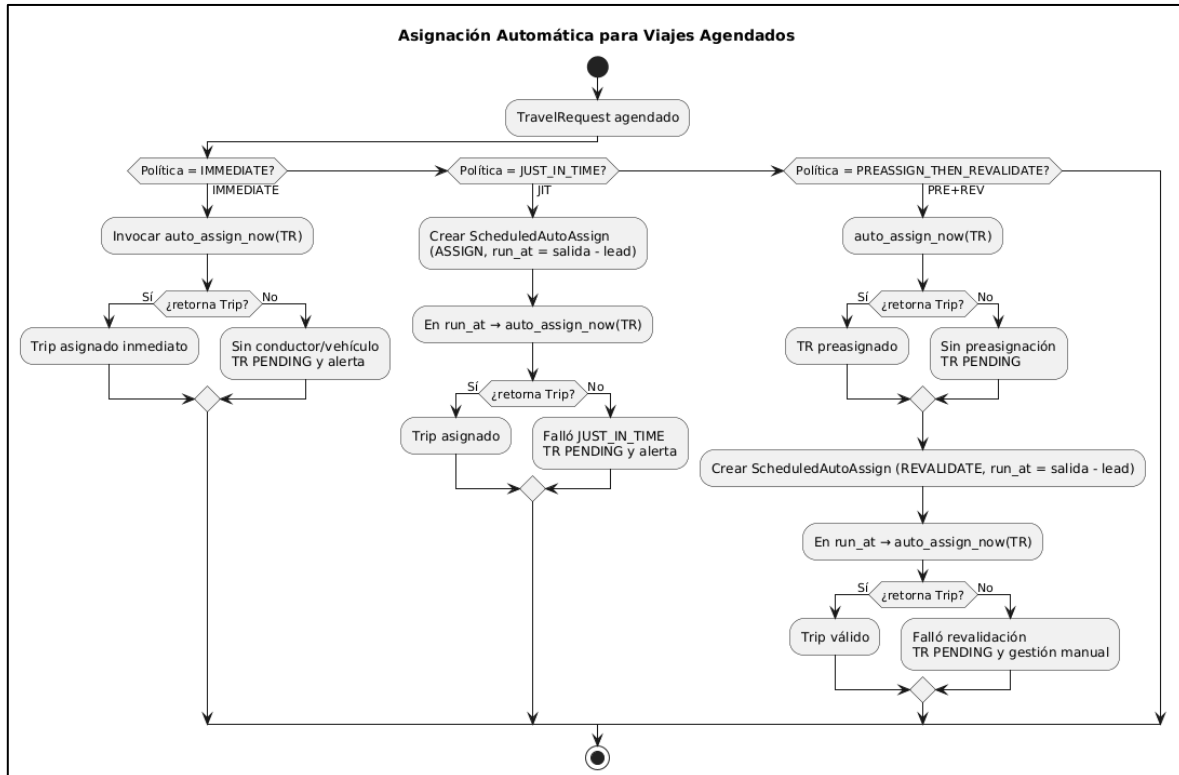 Asignación Automática para Viajes Agendados
TravelRequest agendado
Política = IMMEDIATE?
IMMEDIATE
Política = JUST_IN_TIME?
JIT
Política = PREASSIGN_THEN_REVALIDATE?
PRE+REV
Invocar auto_assign_now(TR)
Sí
¿retorna Trip?
No
Trip asignado inmediato
Sin conductor/vehículo
TR PENDING y alerta
Crear ScheduledAutoAssign
(ASSIGN, run_at = salida - lead)
En run_at → auto_assign_now(TR)
Sí
¿retorna Trip?
No
Trip asignado
Falló JUST_IN_TIME
TR PENDING y alerta
auto_assign_now(TR)
Sí
¿retorna Trip?
No
TR preasignado
Sin preasignación
TR PENDING
Crear ScheduledAutoAssign (REVALIDATE, run_at = salida - lead)
En run_at → auto_assign_now(TR)
Sí
¿retorna Trip?
No
Trip válido
Falló revalidación
TR PENDING y gestión manual